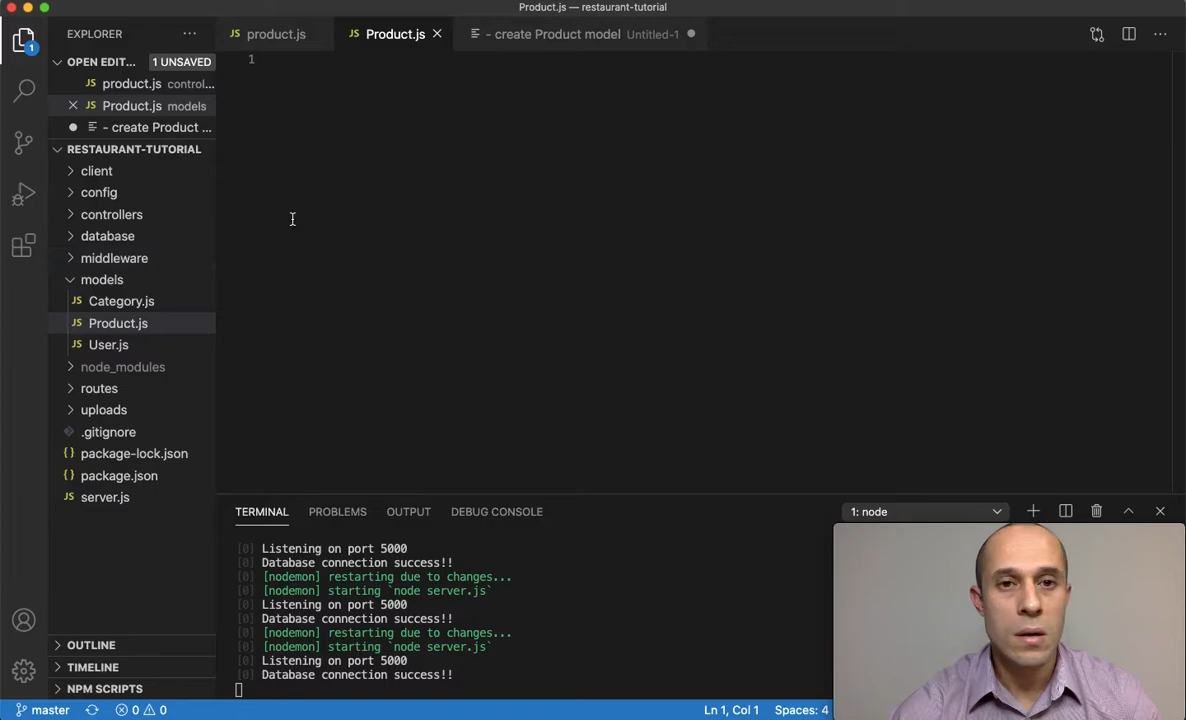 Product.js — restaurant-tutorial
EXPLORER
product.js
Product.js
- create Product model Untitled-1
OPEN EDIT... 1 UNSAVED
product.js control...
Product.js models
- create Product ...
RESTAURANT-TUTORIAL
client
config
controllers
database
middleware
models
JS Category.js
JS Product.js
JS User.js
node_modules
routes
uploads
.gitignore
{} package-lock.json
{} package.json
JS server.js
OUTLINE
TIMELINE
NPM SCRIPTS
1
TERMINAL PROBLEMS OUTPUT DEBUG CONSOLE 1: node
[0] Listening on port 5000
[0] Database connection success!!
[0] [nodemon] restarting due to changes...
[0] [nodemon] starting `node server.js`
[0] Listening on port 5000
[0] Database connection success!!
[0] [nodemon] restarting due to changes...
[0] [nodemon] starting `node server.js`
[0] Listening on port 5000
[0] Database connection success!!
master 0 0 Ln 1, Col 1 Spaces: 4